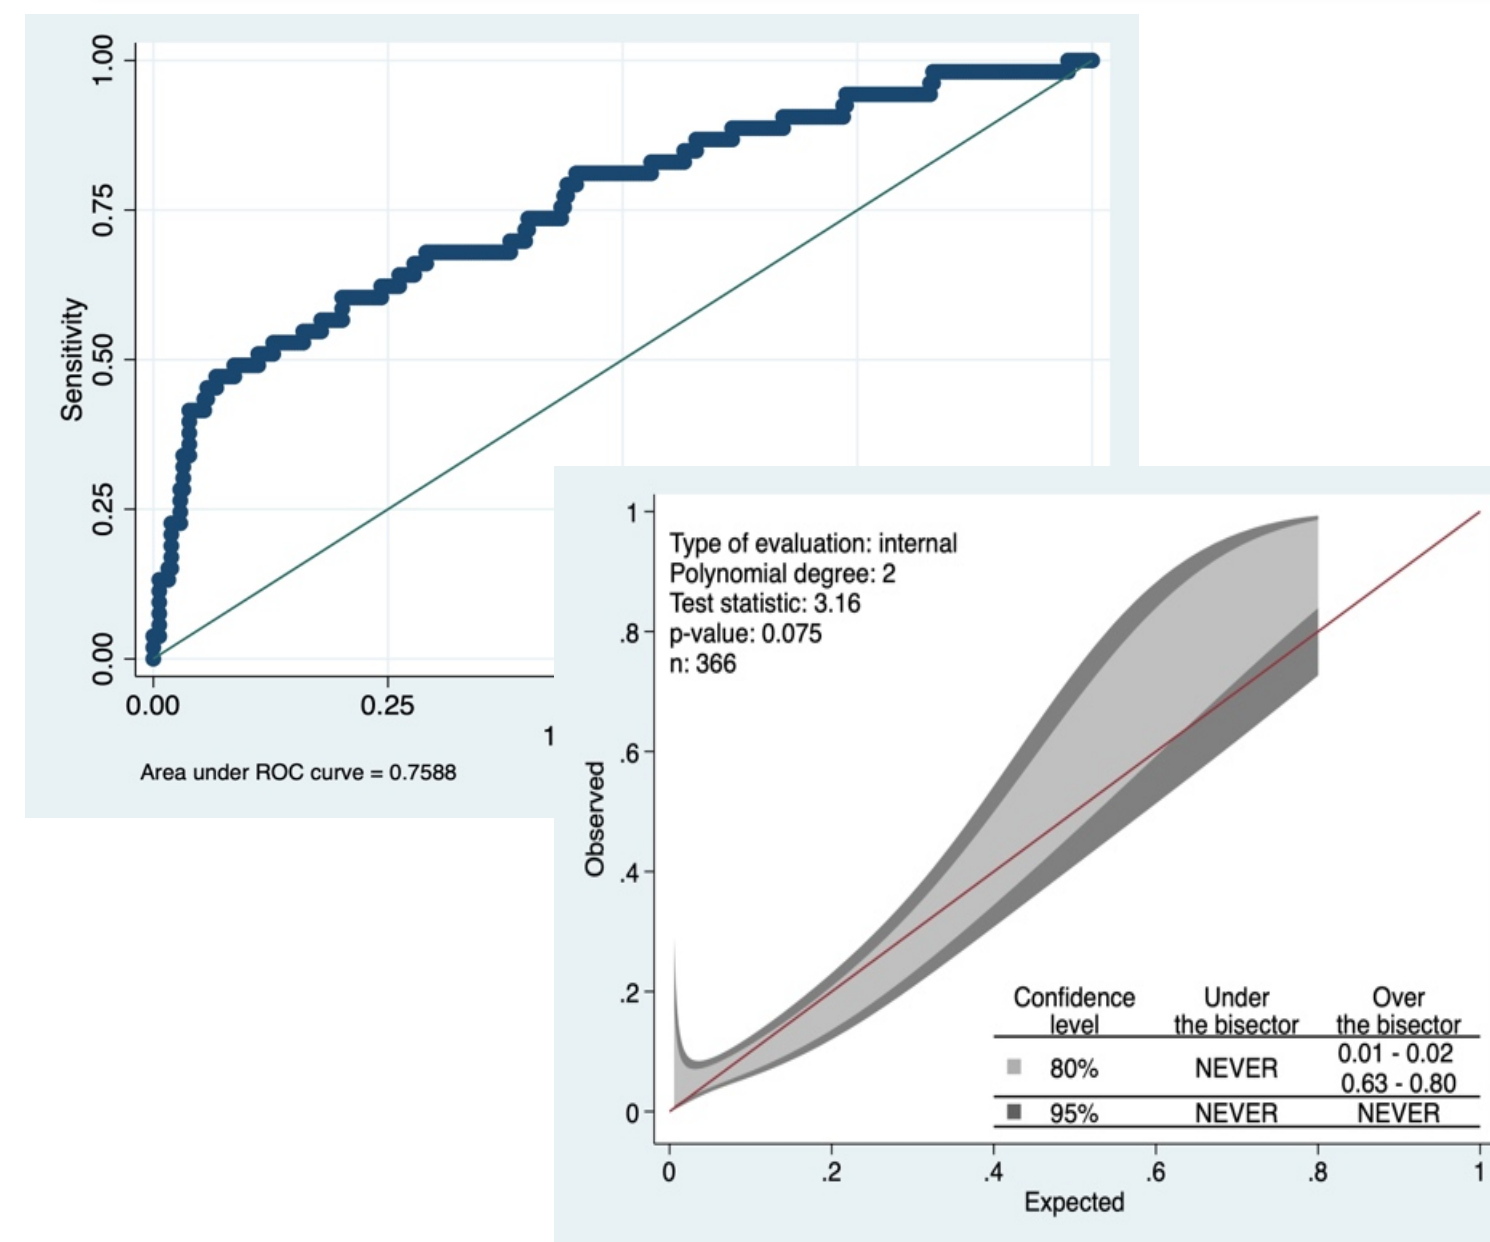 1.00
0.75
0.50
0.25
0.00
Sensitivity
0.00
0.25
1
Area under ROC curve = 0.7588
1
.8
.6
.4
.2
0
Observed
Type of evaluation: internal
Polynomial degree: 2
Test statistic: 3.16
p-value: 0.075
n: 366
Confidence level Under the bisector Over the bisector
80% NEVER 0.01 - 0.02
0.63 - 0.80
95% NEVER NEVER
0 .2 .4 .6 .8 1
Expected